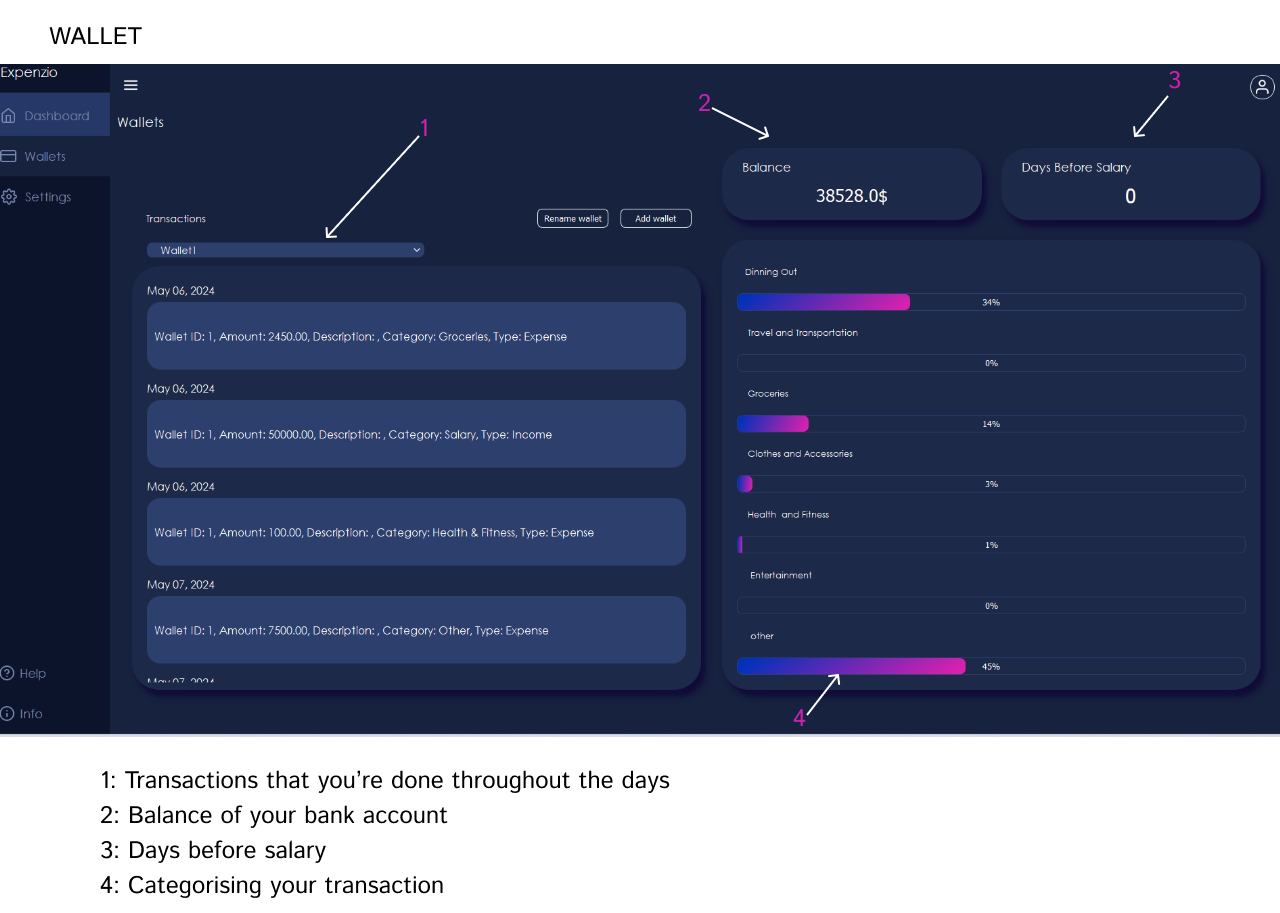 WALLET
Expenzio
Dashboard
Wallets
Settings
Help
Info
Wallets
1
2
3
Balance
38528.0$
Days Before Salary
0
Transactions
Rename wallet
Add wallet
Wallet1
May 06, 2024
Wallet ID: 1, Amount: 2450.00, Description: , Category: Groceries, Type: Expense
May 06, 2024
Wallet ID: 1, Amount: 50000.00, Description: , Category: Salary, Type: Income
May 06, 2024
Wallet ID: 1, Amount: 100.00, Description: , Category: Health & Fitness, Type: Expense
May 07, 2024
Wallet ID: 1, Amount: 7500.00, Description: , Category: Other, Type: Expense
May 07, 2024
Dinning Out
34%
Travel and Transportation
0%
Groceries
14%
Clothes and Accessories
3%
Health and Fitness
1%
Entertainment
0%
other
45%
4
1: Transactions that you’re done throughout the days
2: Balance of your bank account
3: Days before salary
4: Categorising your transaction